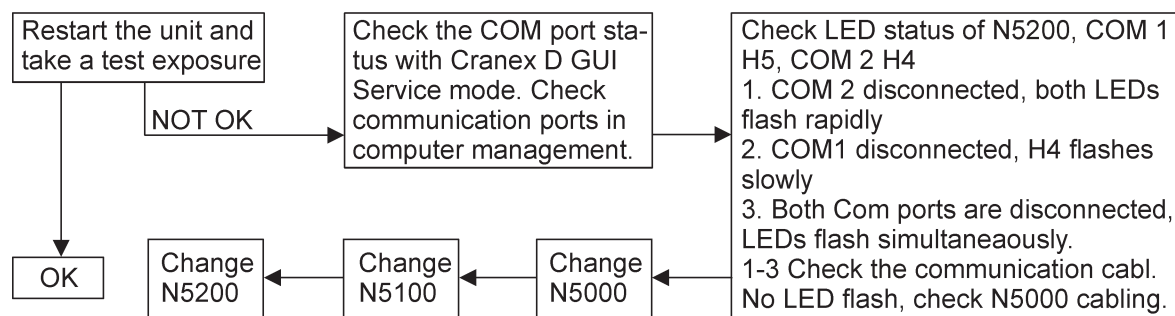 Restart the unit and
take a test exposure
NOT OK
OK
Check the COM port sta-
tus with Cranex D GUI
Service mode. Check
communication ports in
computer management.
Check LED status of N5200, COM 1
H5, COM 2 H4
1. COM 2 disconnected, both LEDs
flash rapidly
2. COM1 disconnected, H4 flashes
slowly
3. Both Com ports are disconnected,
LEDs flash simultaneaously.
1-3 Check the communication cabl.
No LED flash, check N5000 cabling.
Change
N5000
Change
N5100
Change
N5200